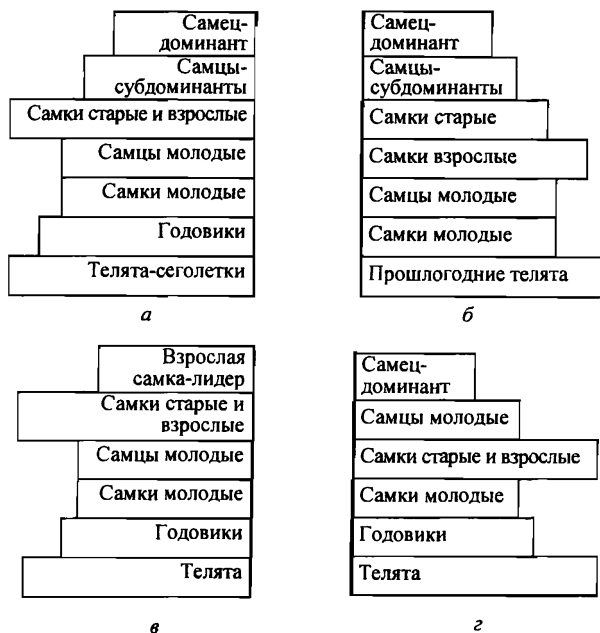 Самец-
доминант
Самцы-
субдоминанты
Самки старые и взрослые
Самцы молодые
Самки молодые
Годовики
Телята-сеголетки
а
Самец-
доминант
Самцы-
субдоминанты
Самки старые
Самки взрослые
Самцы молодые
Самки молодые
Прошлогодние телята
б
Взрослая
самка-лидер
Самки старые и
взрослые
Самцы молодые
Самки молодые
Годовики
Телята
в
Самец-
доминант
Самцы молодые
Самки старые и взрослые
Самки молодые
Годовики
Телята
г